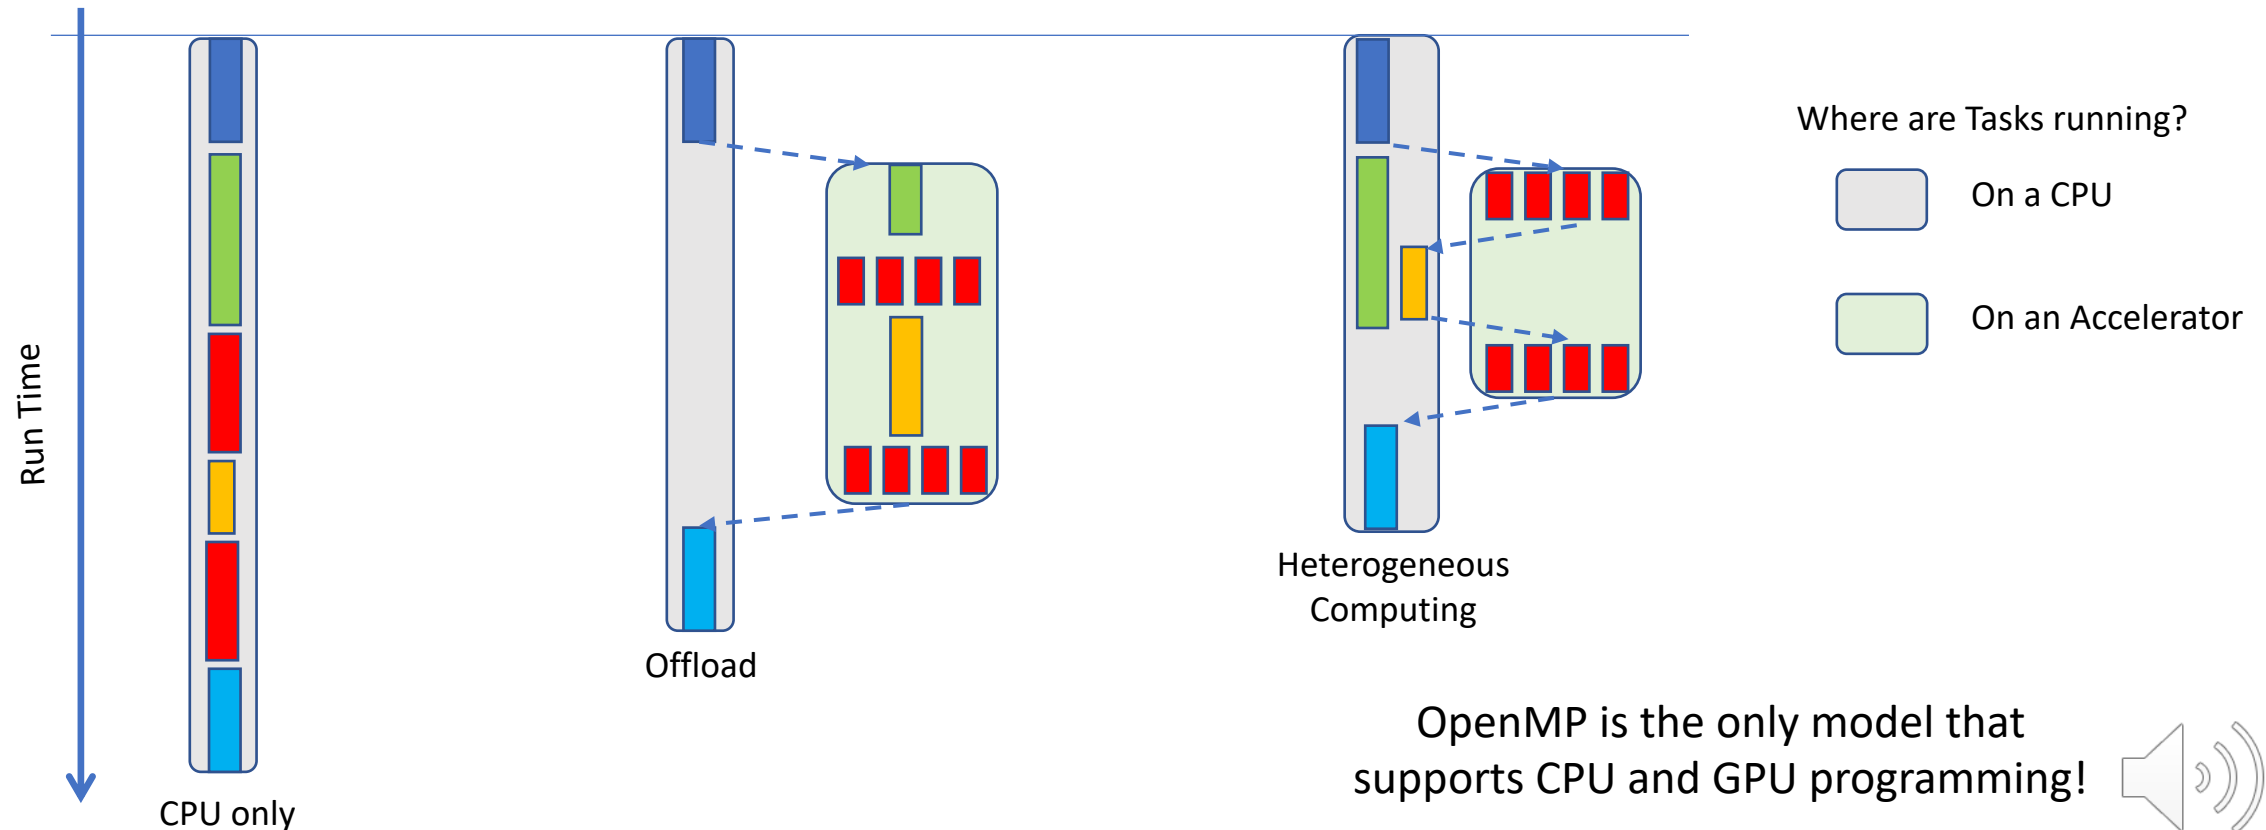 Where are Tasks running?
On a CPU
On an Accelerator
Run Time
CPU only
Offload
Heterogeneous
Computing
OpenMP is the only model that
supports CPU and GPU programming!